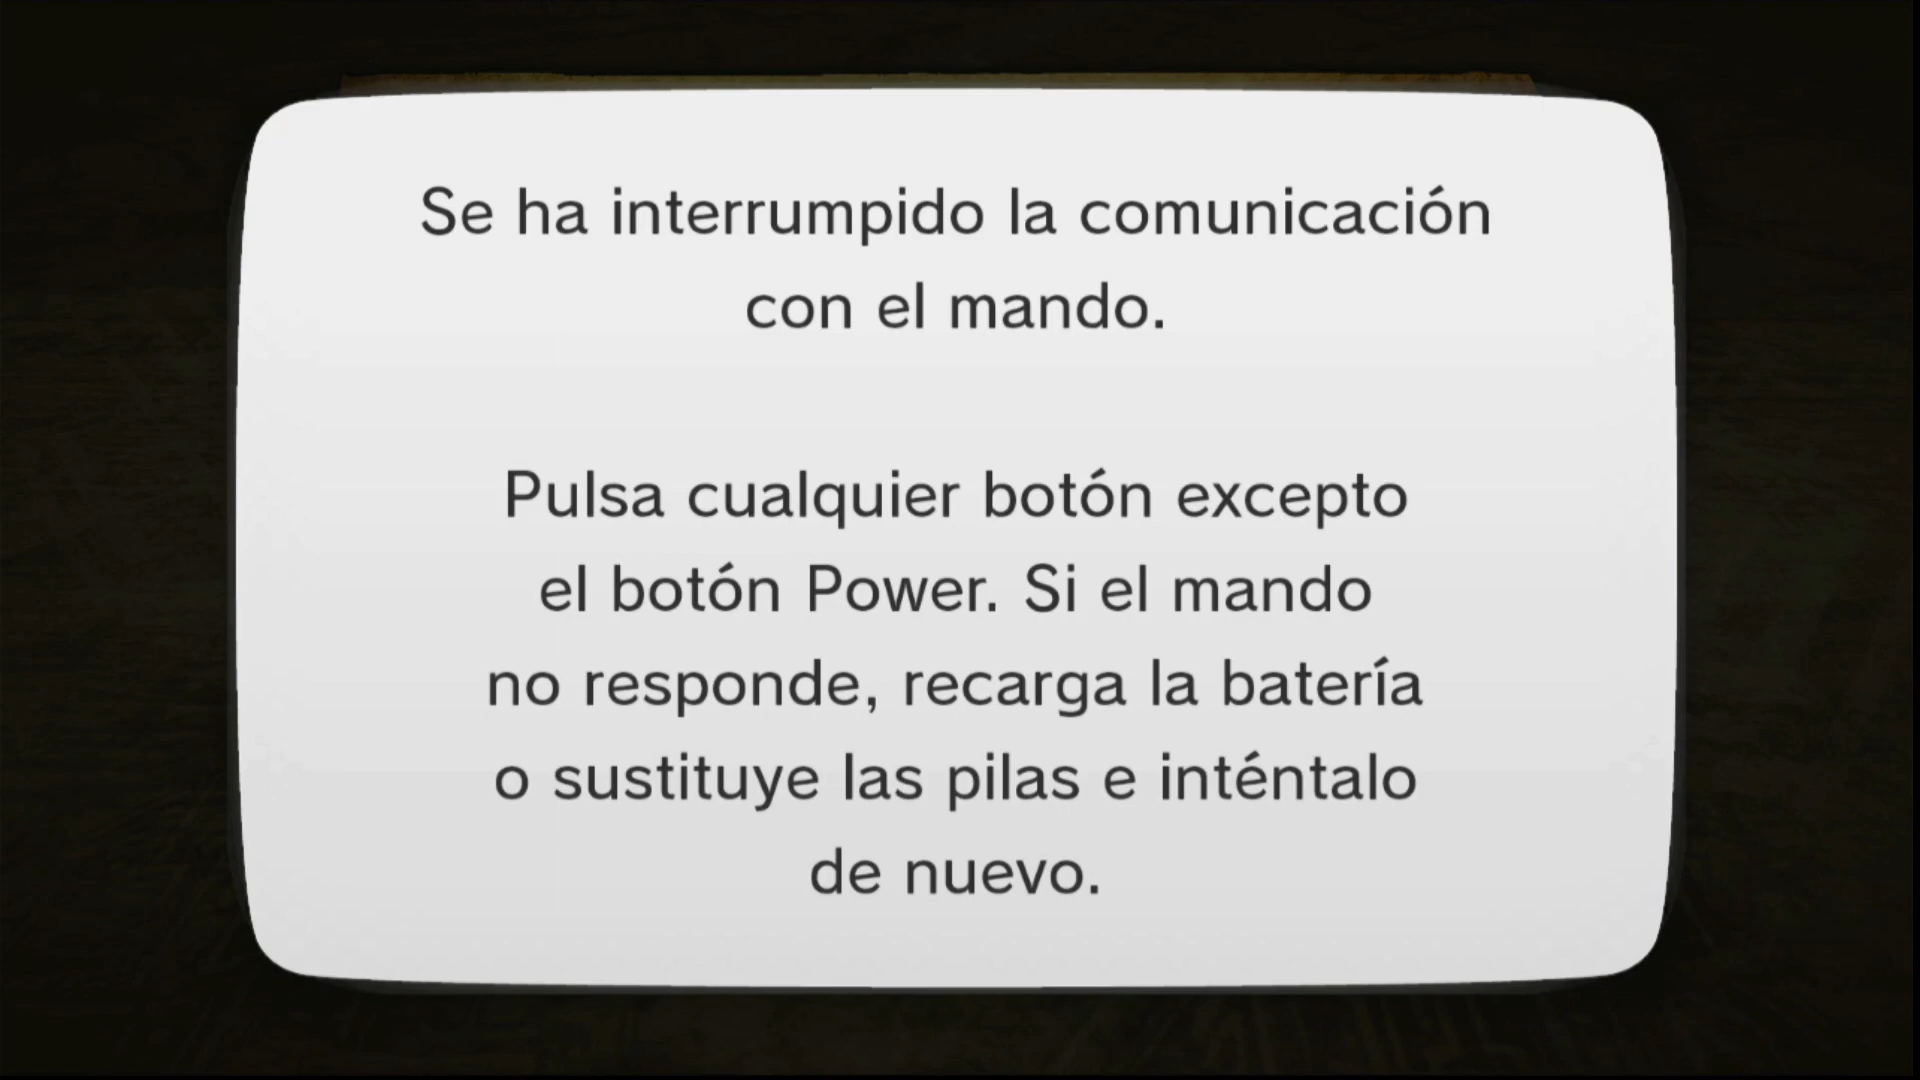 Se ha interrumpido la comunicación
con el mando.
Pulsa cualquier botón excepto
el botón Power. Si el mando
no responde, recarga la batería
o sustituye las pilas e inténtalo
de nuevo.